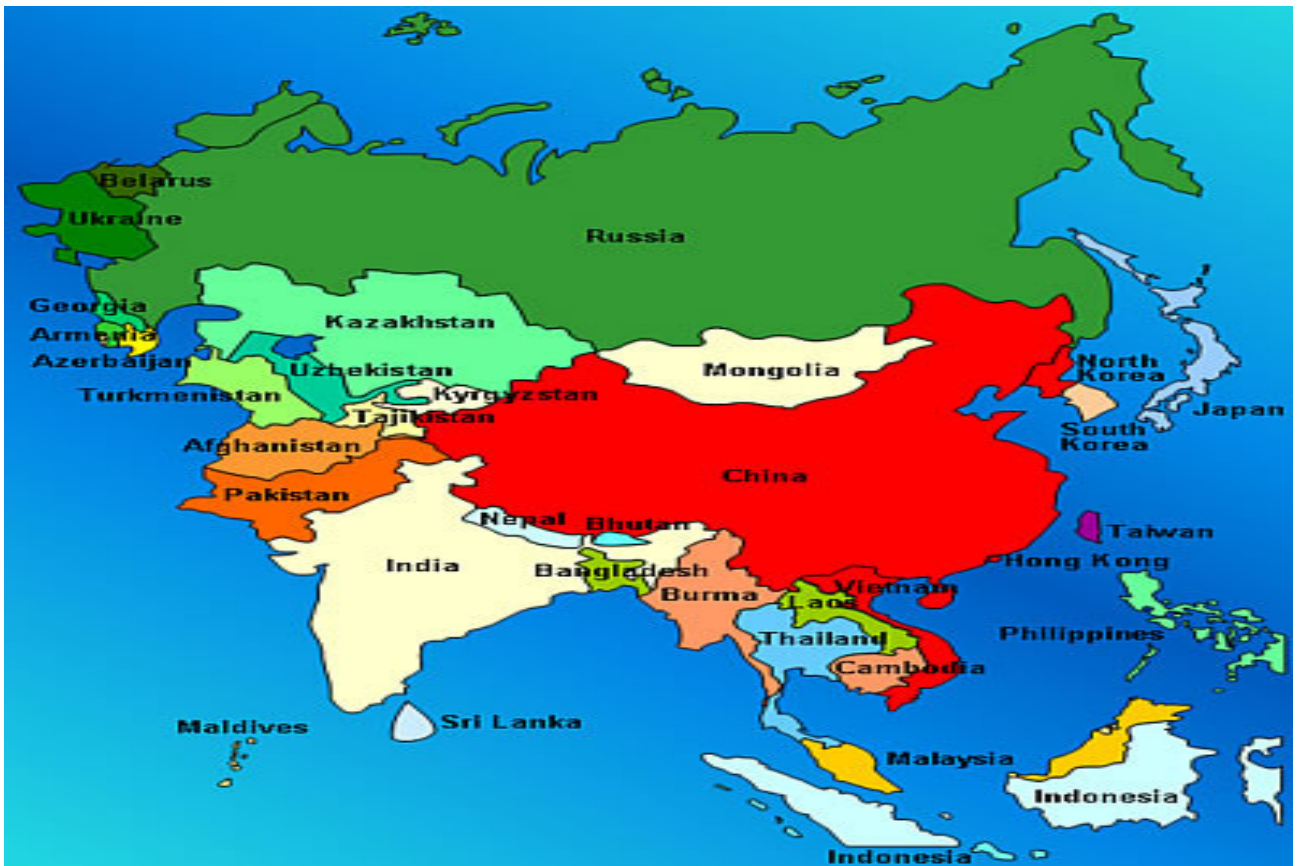 Belarus
Ukraine
Russia
Georgia
Kazakhstan
Armenia
Azerbaijan
Uzbekistan
Mongolia
North
Korea
Turkmenistan
Kyrgyzstan
Japan
Tajikistan
South
Korea
Afghanistan
China
Pakistan
Nepal
Bhutan
Taiwan
India
Bangladesh
Hong Kong
Burma
Vietnam
Laos
Philippines
Thailand
Cambodia
Maldives
Sri Lanka
Malaysia
Indonesia
Indonesia